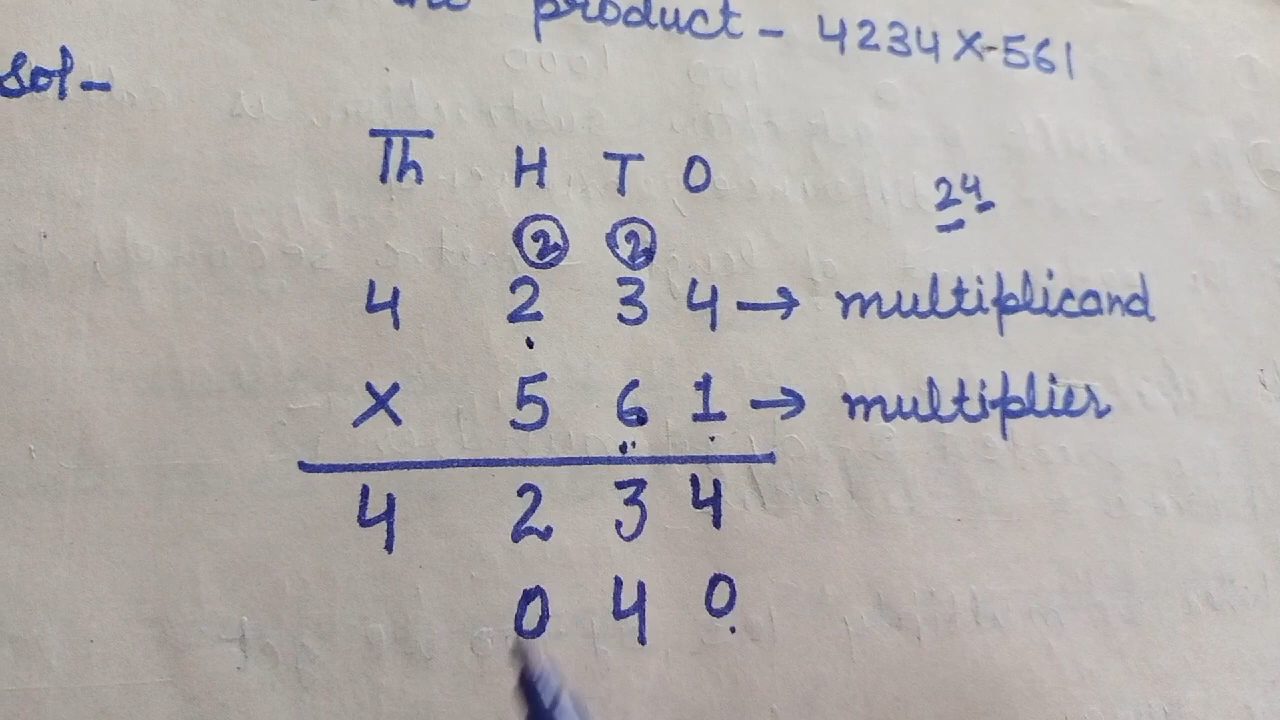 product - 4234 X 561
Sol -
Th H T O
24
2 2
4 2 3 4 → multiplicand
X 5 6 1 → multiplier
4 2 3 4
0 4 0